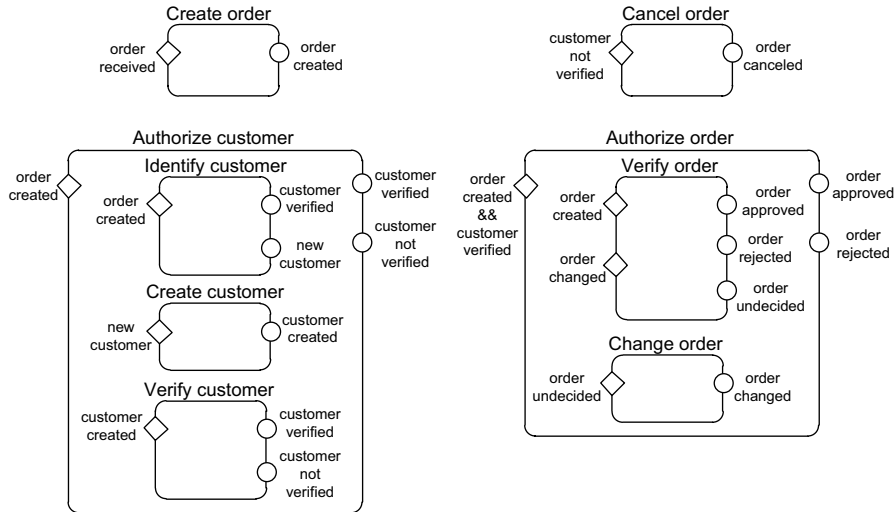 Create order
order
received
order
created
Cancel order
customer
not
verified
order
canceled
Authorize customer
order
created
Identify customer
order
created
customer
verified
new
customer
customer
verified
customer
not
verified
Create customer
new
customer
customer
created
Verify customer
customer
created
customer
verified
customer
not
verified
Authorize order
order
created
&&
customer
verified
Verify order
order
created
order
changed
order
approved
order
rejected
order
undecided
order
approved
order
rejected
Change order
order
undecided
order
changed